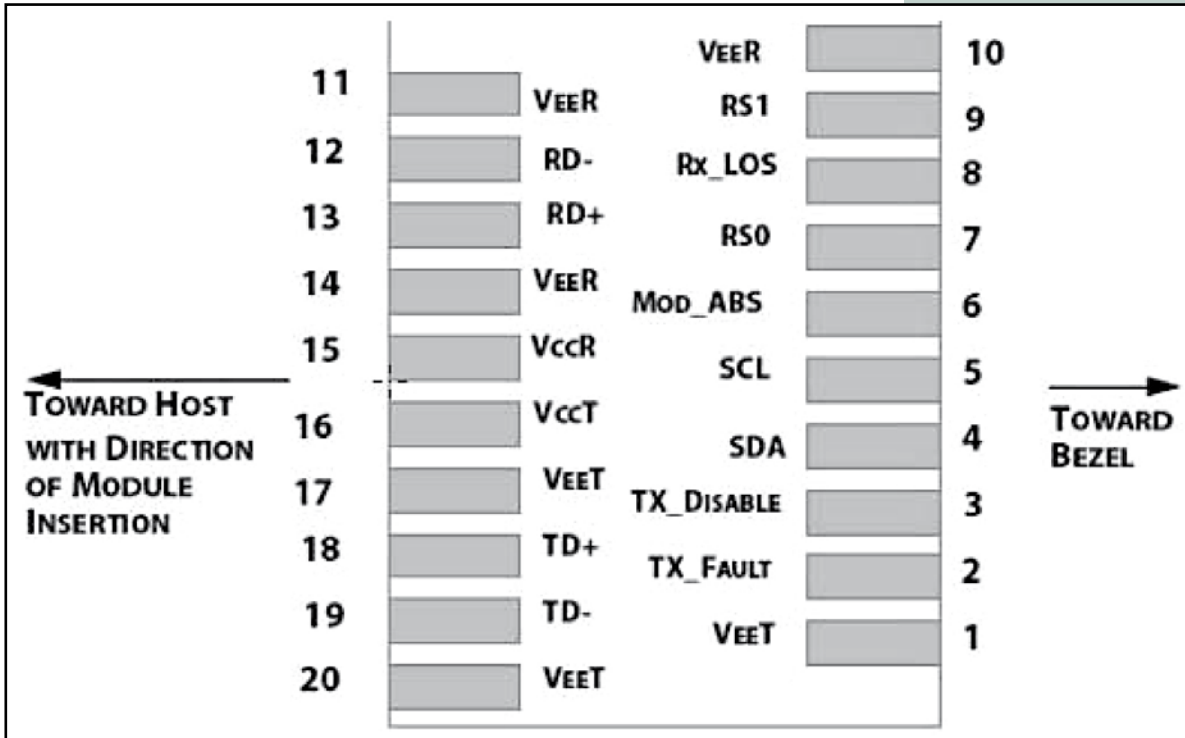 11 VEER
12 RD-
13 RD+
14 VEER
15 VCCR
16 VCCT
17 VEET
18 TD+
19 TD-
20 VEET
TOWARD HOST
WITH DIRECTION
OF MODULE
INSERTION
VEER 10
RS1 9
RX_LOS 8
RS0 7
MOD_ABS 6
SCL 5
SDA 4
TX_DISABLE 3
TX_FAULT 2
VEET 1
TOWARD
BEZEL